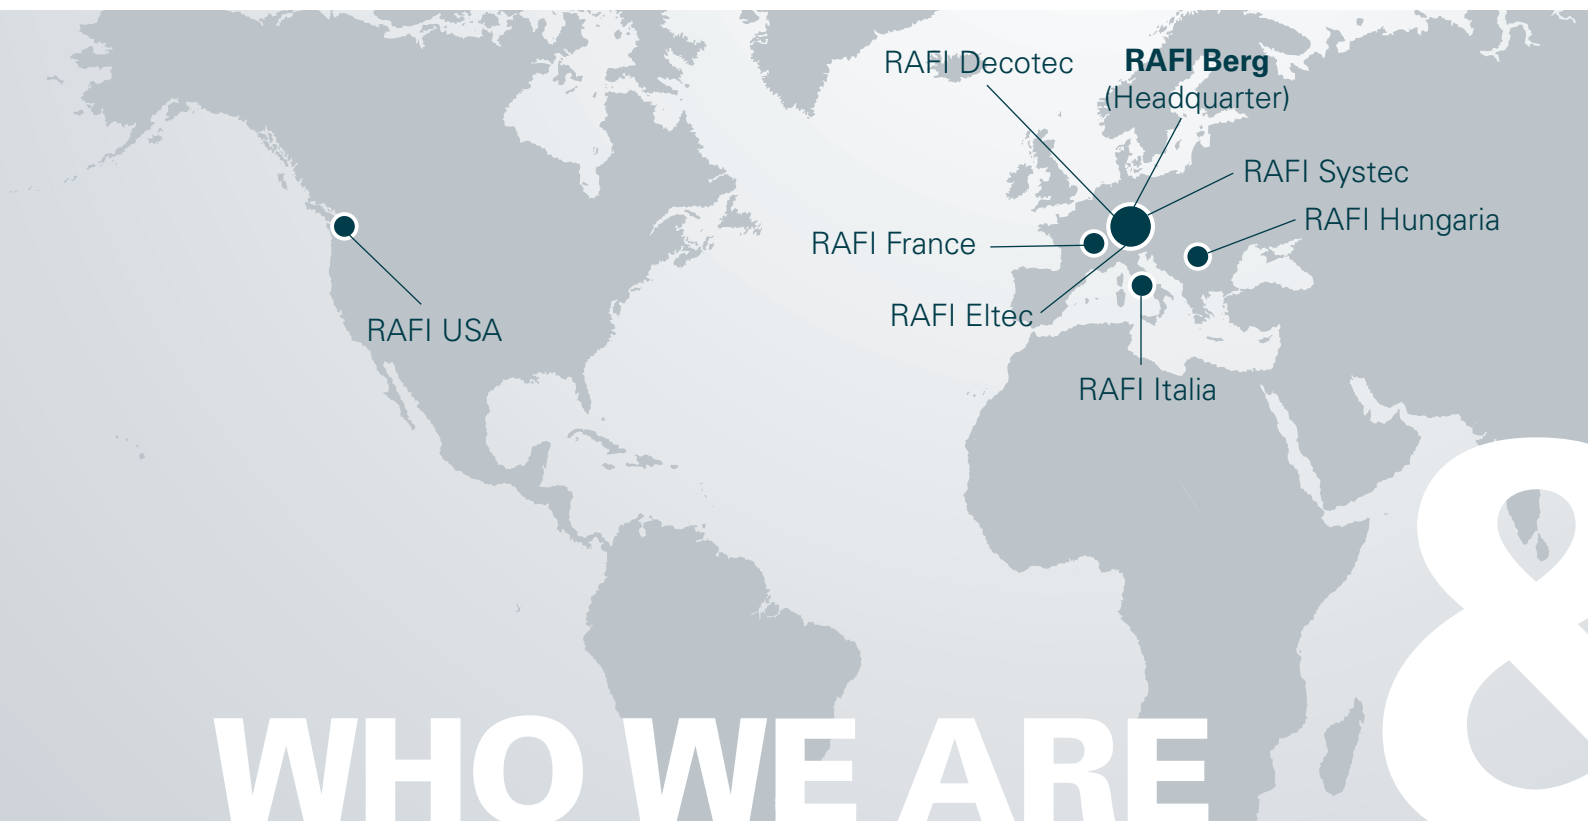 RAFI Decotec
RAFI Berg
(Headquarter)
RAFI Systec
RAFI Hungaria
RAFI France
RAFI Eltec
RAFI USA
RAFI Italia
&
WHO WE ARE